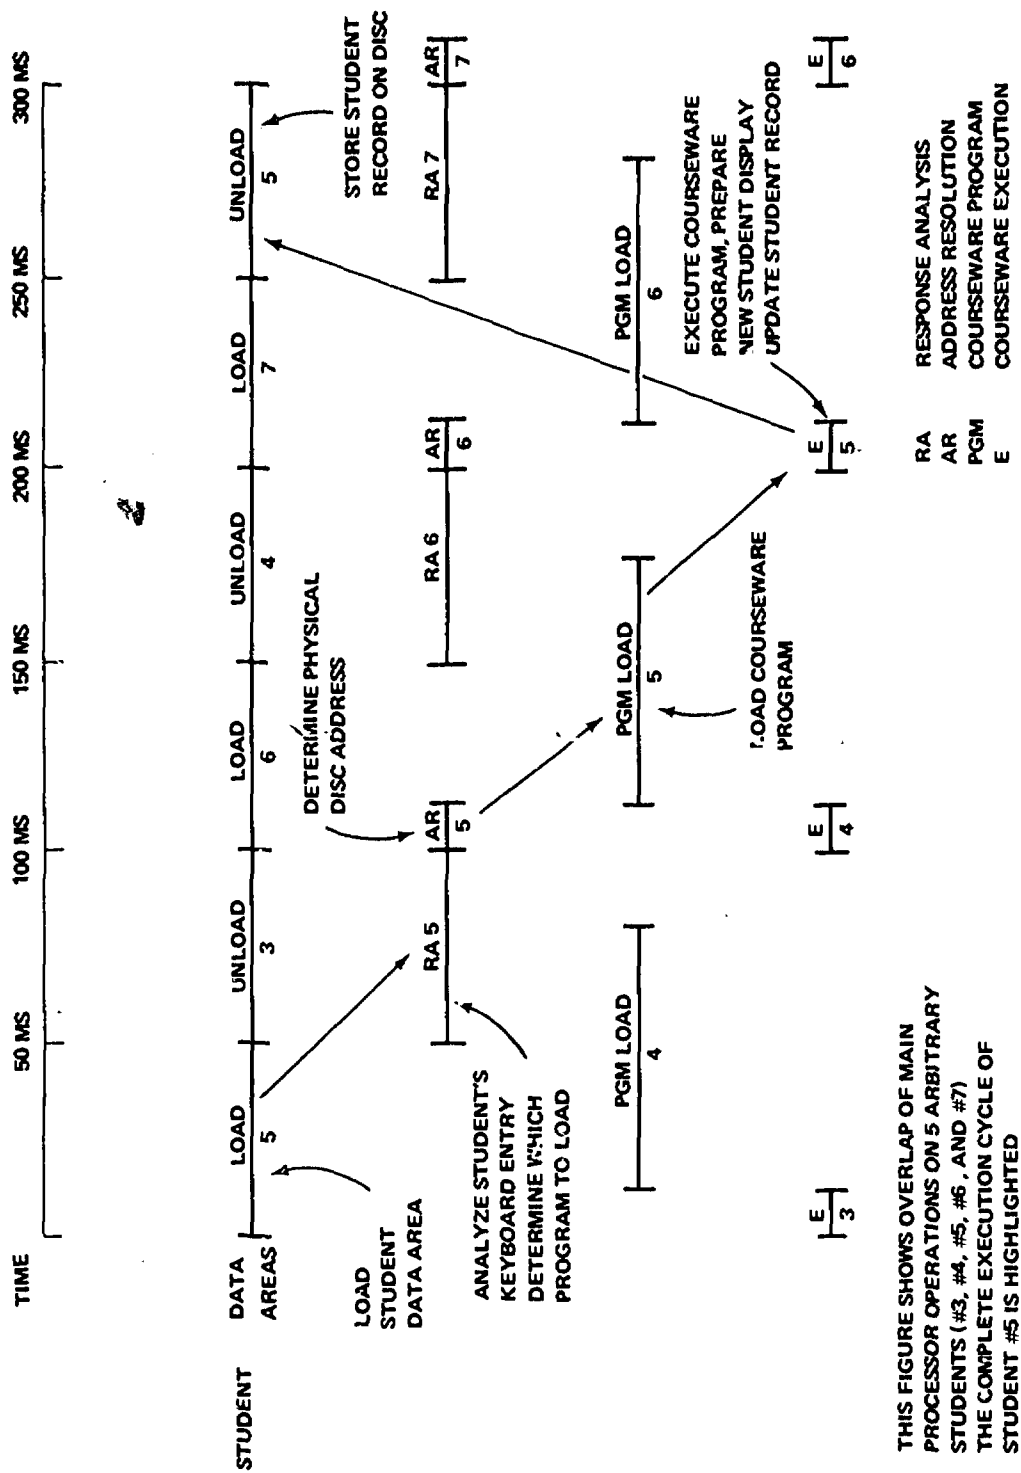 TIME
50 MS
100 MS
150 MS
200 MS
250 MS
300 MS
STUDENT
DATA
AREAS
LOAD
5
UNLOAD
3
LOAD
6
UNLOAD
4
LOAD
7
UNLOAD
5
LOAD
STUDENT
DATA AREA
DETERMINE PHYSICAL
DISC ADDRESS
STORE STUDENT
RECORD ON DISC
RA 5
AR
5
RA 6
AR
6
RA 7
AR
7
ANALYZE STUDENT'S
KEYBOARD ENTRY
DETERMINE WHICH
PROGRAM TO LOAD
PGM LOAD
4
PGM LOAD
5
PGM LOAD
6
LOAD COURSEWARE
PROGRAM
EXECUTE COURSEWARE
PROGRAM, PREPARE
NEW STUDENT DISPLAY
UPDATE STUDENT RECORD
E
3
E
4
E
5
E
6
THIS FIGURE SHOWS OVERLAP OF MAIN
PROCESSOR OPERATIONS ON 5 ARBITRARY
STUDENTS (#3, #4, #5, #6, AND #7)
THE COMPLETE EXECUTION CYCLE OF
STUDENT #5 IS HIGHLIGHTED
RA RESPONSE ANALYSIS
AR ADDRESS RESOLUTION
PGM COURSEWARE PROGRAM
E COURSEWARE EXECUTION